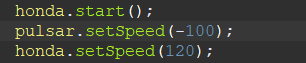 honda.start();
pulsar.setSpeed(-100);
honda.setSpeed(120);